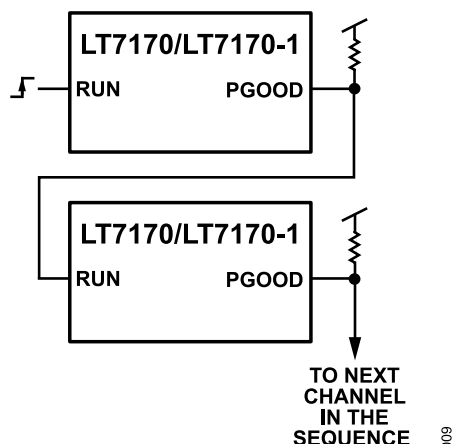 LT7170/LT7170-1
RUN
PGOOD
LT7170/LT7170-1
RUN
PGOOD
TO NEXT
CHANNEL
IN THE
SEQUENCE